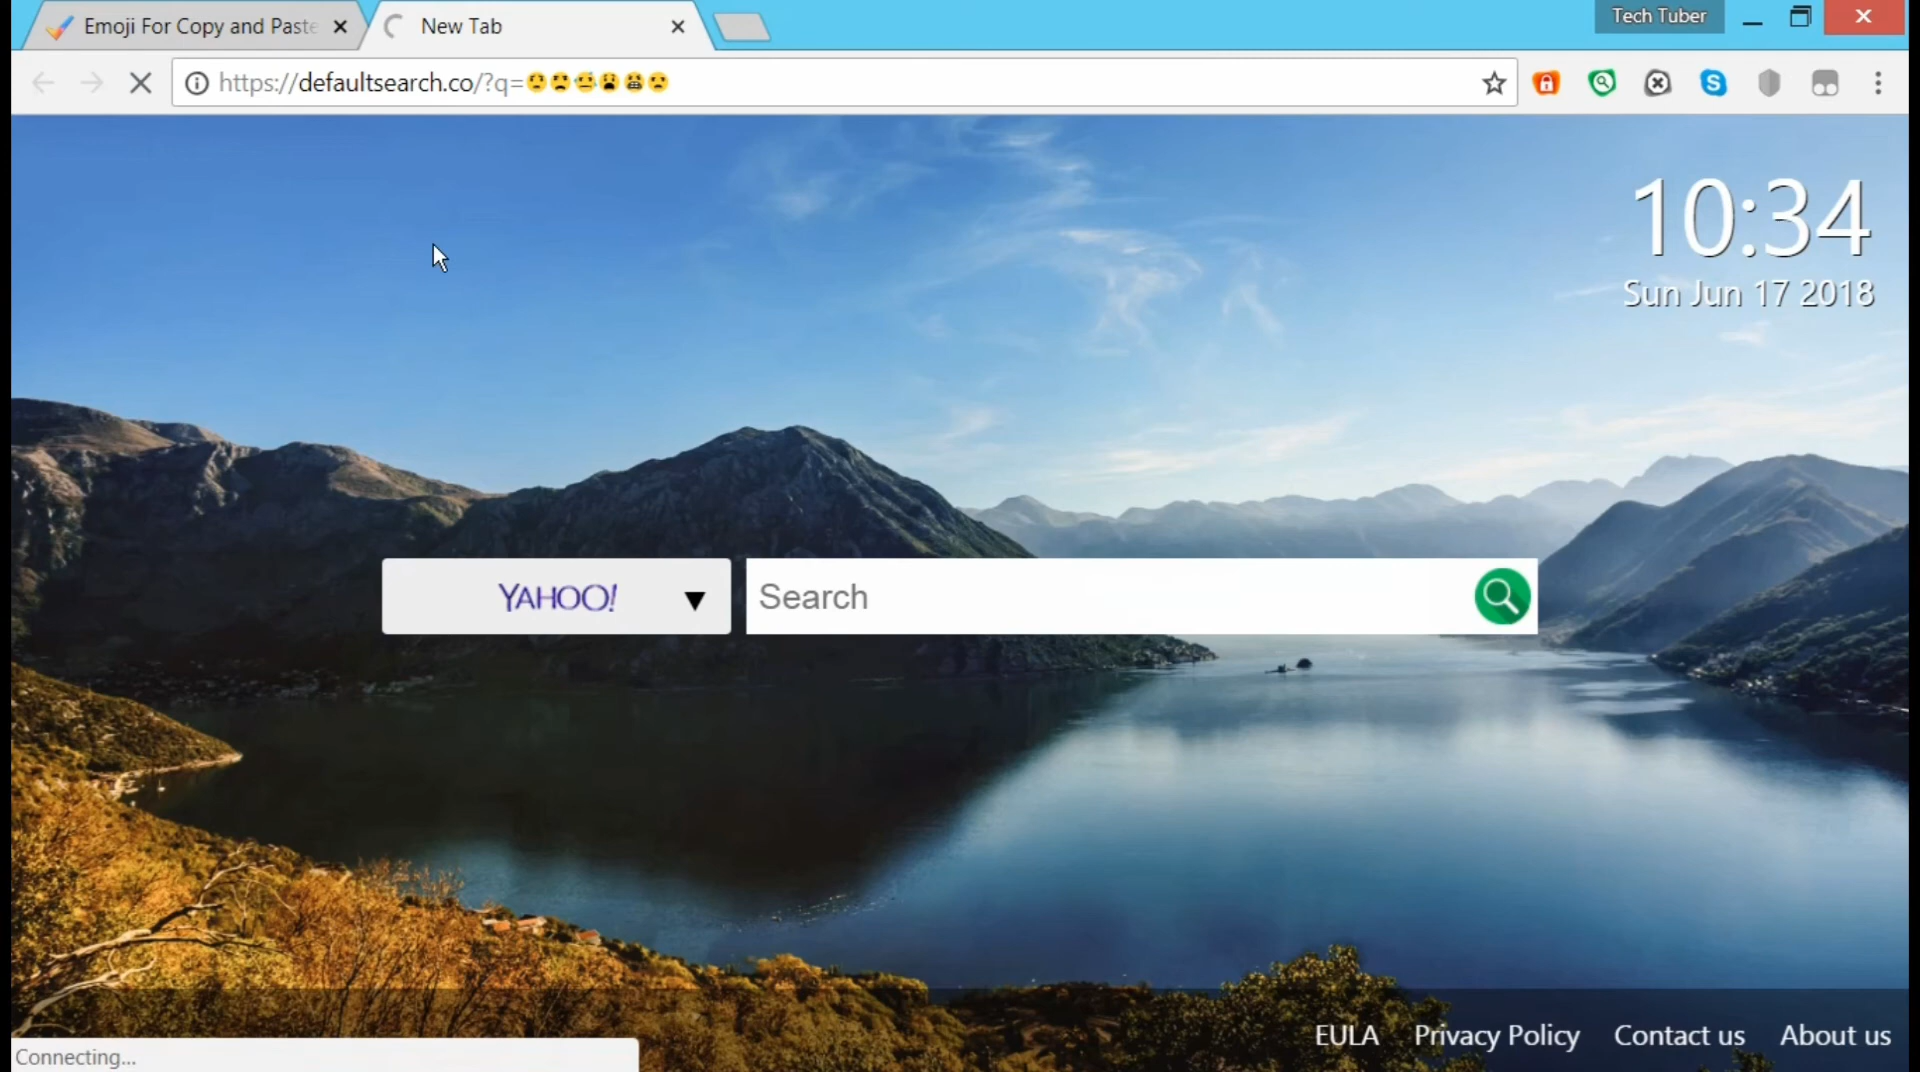 Emoji For Copy and Paste
New Tab
Tech Tuber
https://defaultsearch.co/?q=😒😠😅😩😬😒
10:34
Sun Jun 17 2018
YAHOO!
Search
EULA
Privacy Policy
Contact us
About us
Connecting...